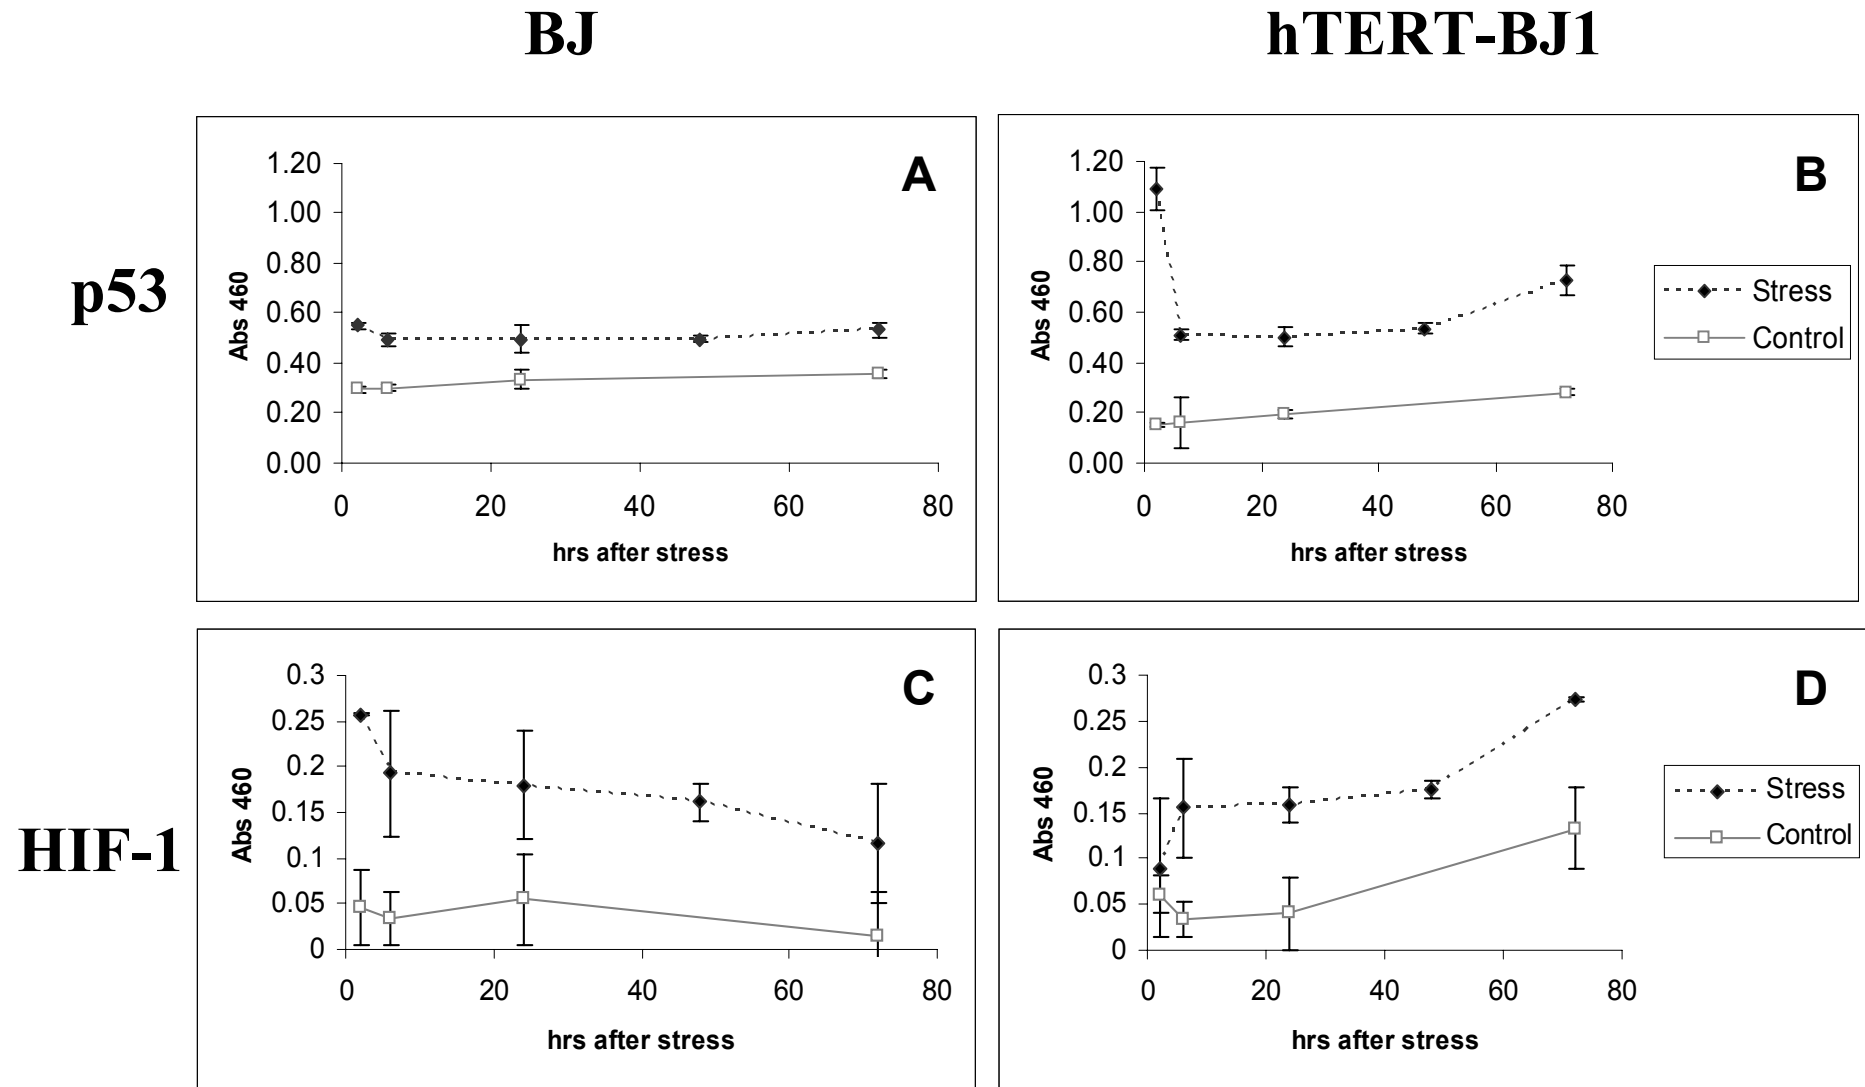 BJ
hTERT-BJ1
p53
A
1.20
1.00
0.80
0.60
0.40
0.20
0.00
Abs 460
0 20 40 60 80
hrs after stress
B
1.20
1.00
0.80
0.60
0.40
0.20
0.00
Abs 460
0 20 40 60 80
hrs after stress
Stress
Control
HIF-1
C
0.3
0.25
0.2
0.15
0.1
0.05
0
Abs 460
0 20 40 60 80
hrs after stress
D
0.3
0.25
0.2
0.15
0.1
0.05
0
Abs 460
0 20 40 60 80
hrs after stress
Stress
Control